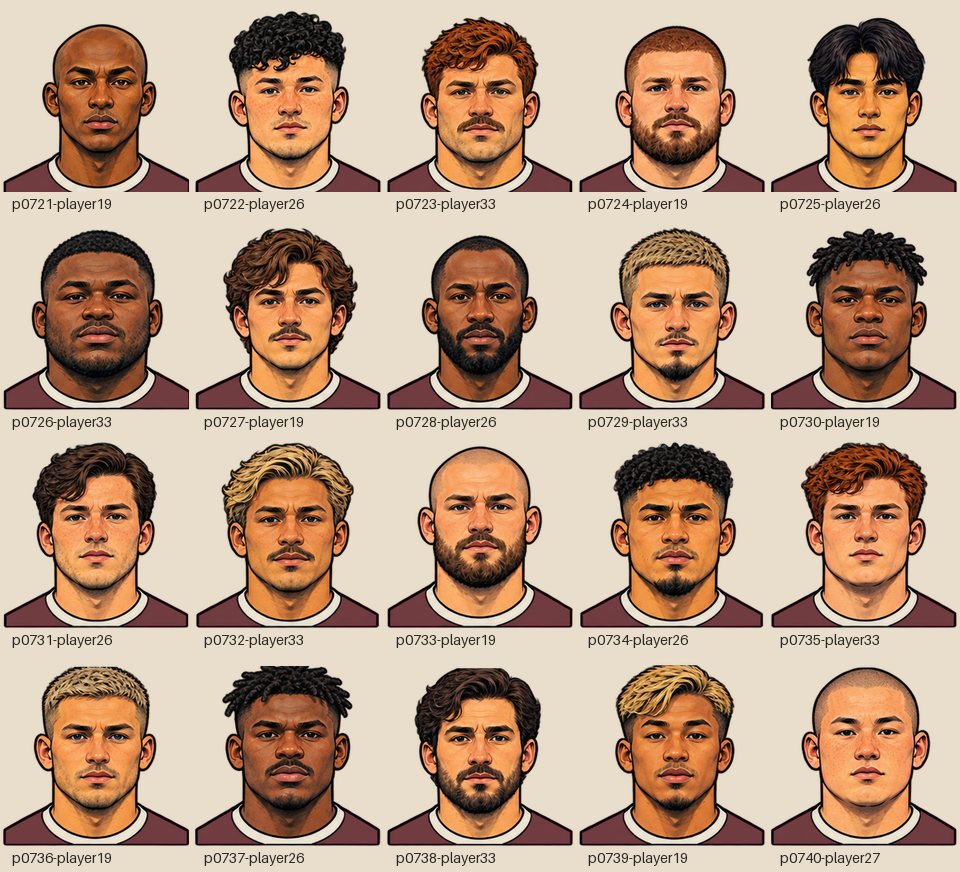 p0721-player19 p0722-player26 p0723-player33 p0724-player19 p0725-player26
p0726-player33 p0727-player19 p0728-player26 p0729-player33 p0730-player19
p0731-player26 p0732-player33 p0733-player19 p0734-player26 p0735-player33
p0736-player19 p0737-player26 p0738-player33 p0739-player19 p0740-player27